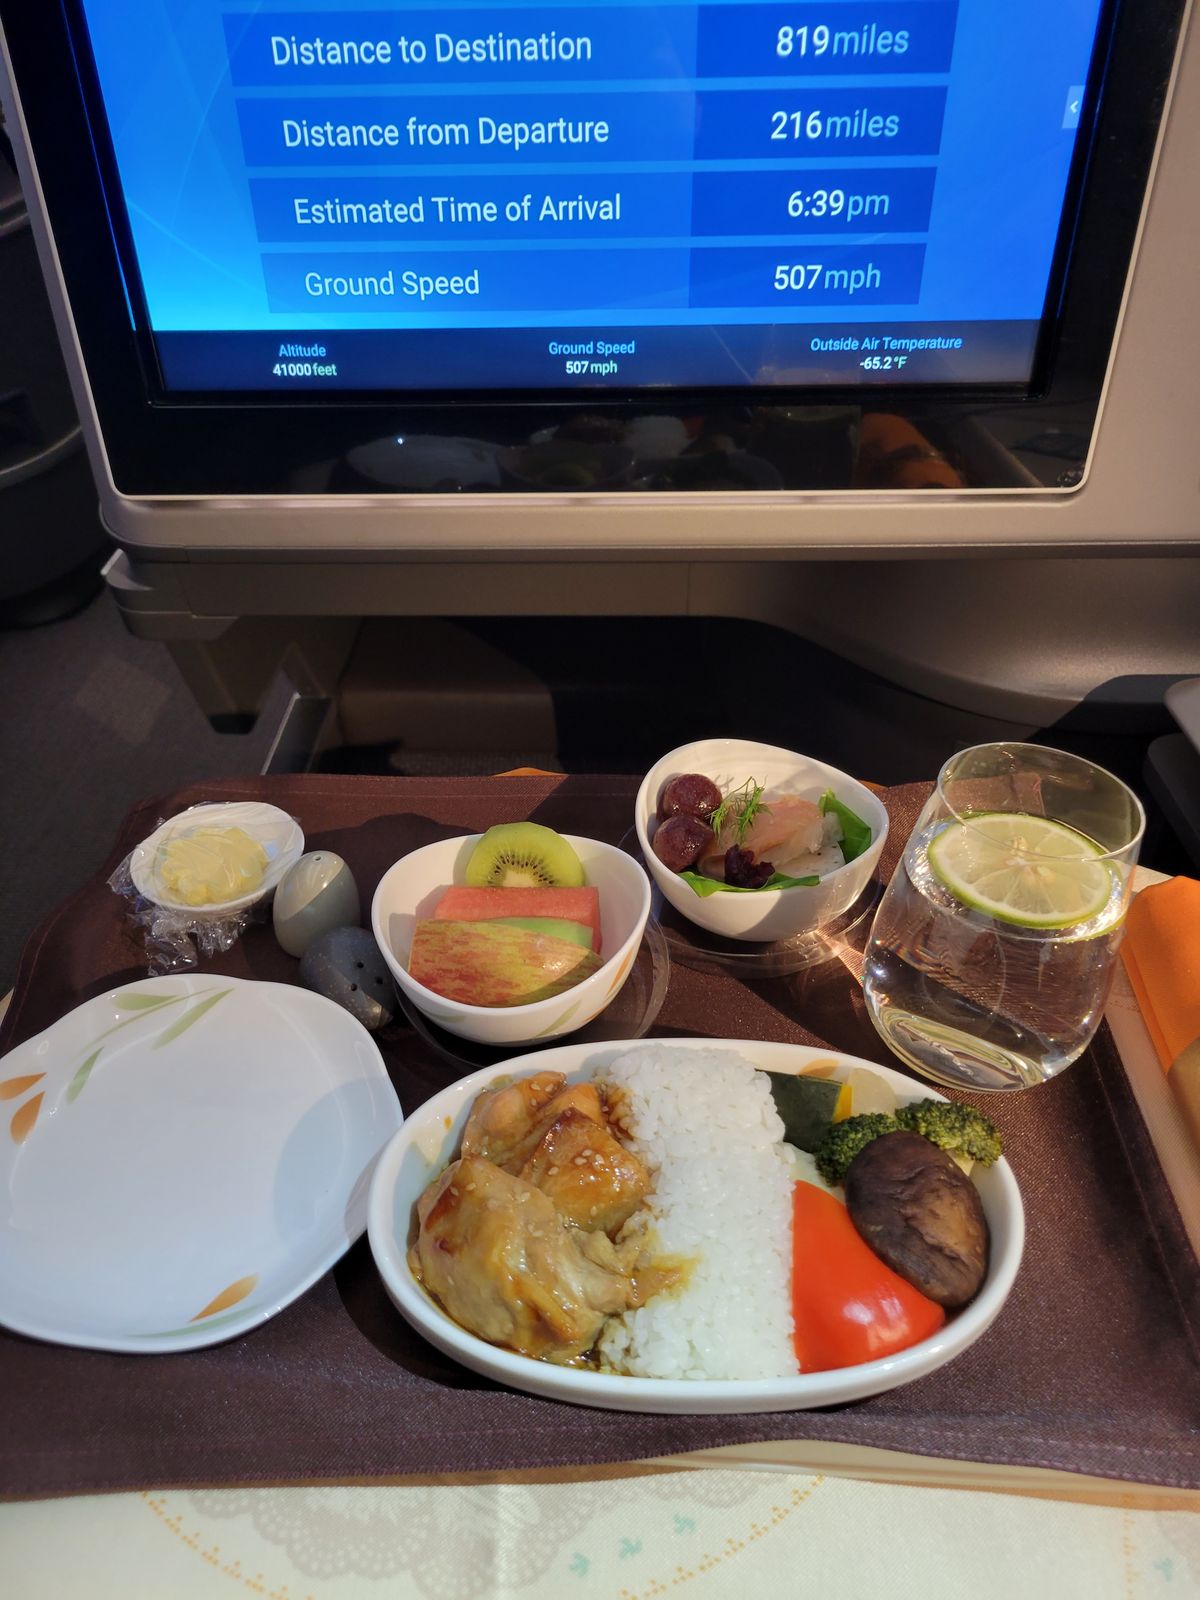 Distance to Destination 819miles
Distance from Departure 216miles
Estimated Time of Arrival 6:39pm
Ground Speed 507mph
Altitude Ground Speed Outside Air Temperature
41000feet 507mph -65.2°F